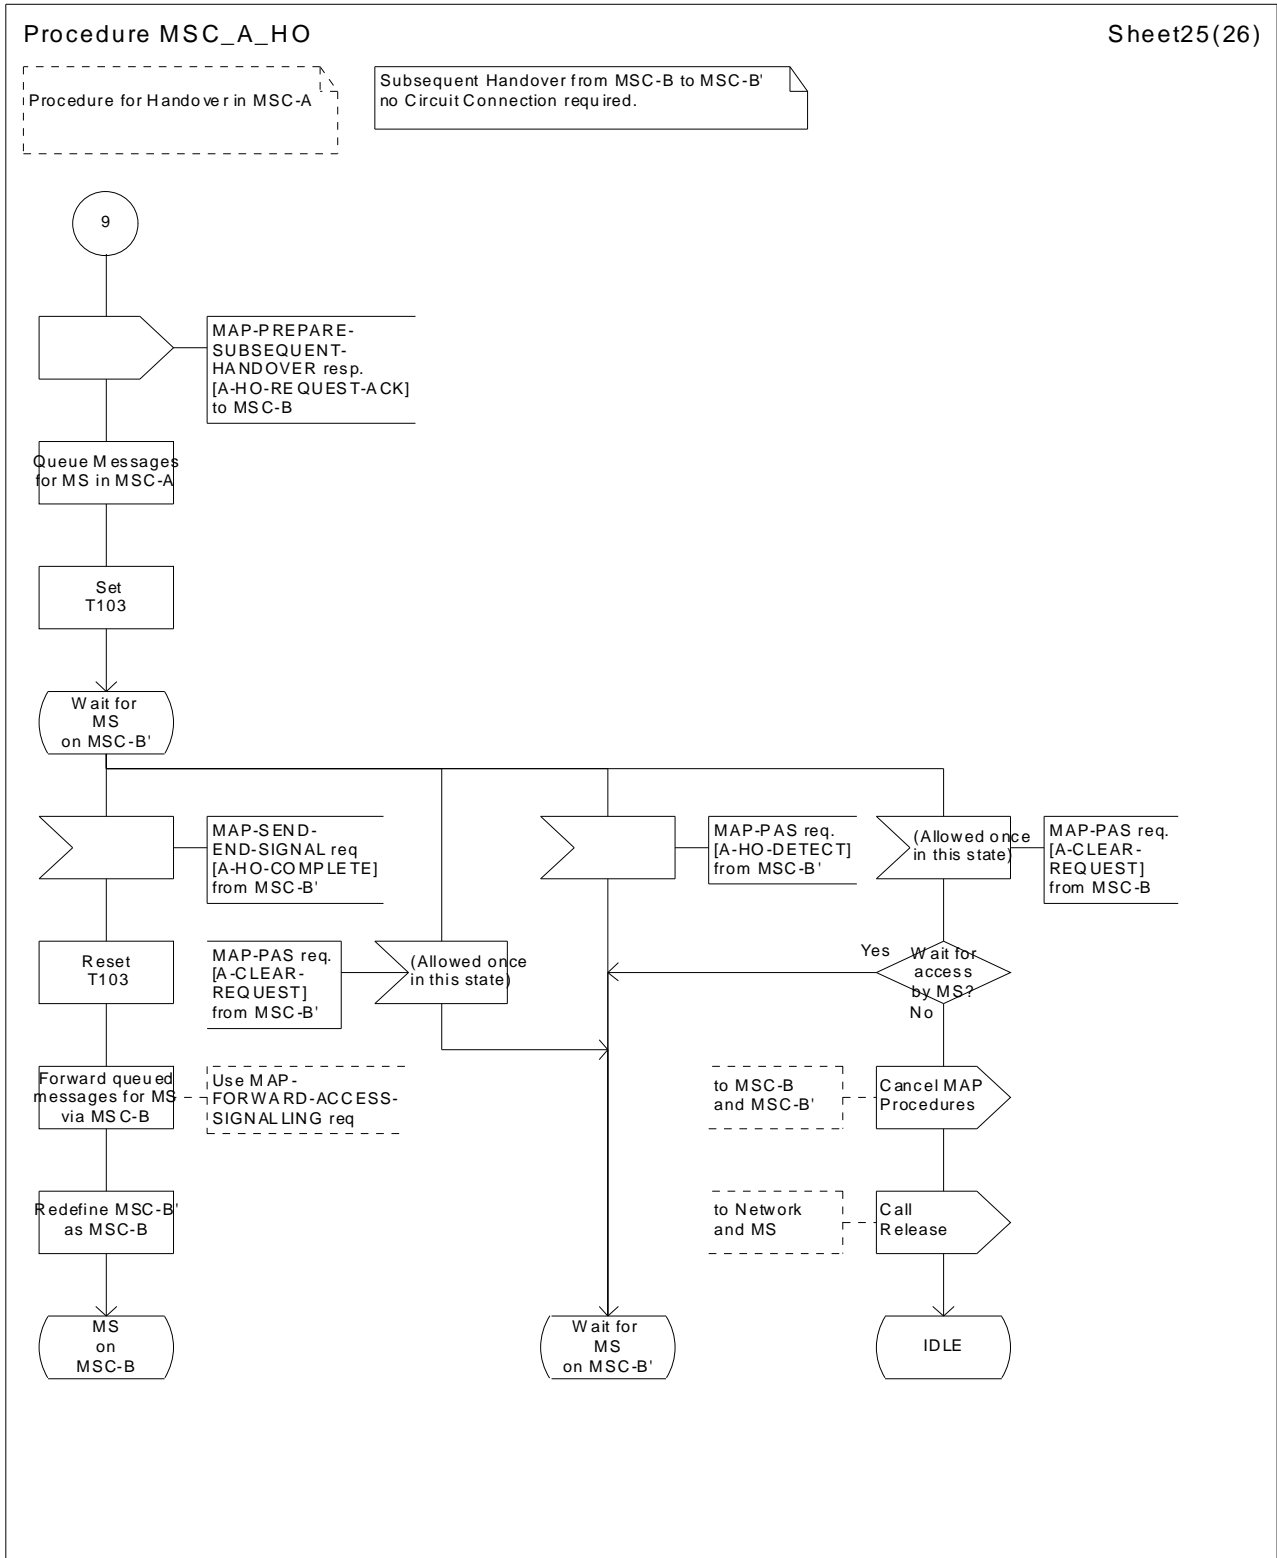 Procedure MSC_A_HO
Sheet25(26)
Procedure for Handover in MSC-A
Subsequent Handover from MSC-B to MSC-B'
no Circuit Connection required.
9
MAP-PREPARE-
SUBSEQUENT-
HANDOVER resp.
[A-HO-REQUEST-ACK]
to MSC-B
Queue Messages
for MS in MSC-A
Set
T103
Wait for
MS
on MSC-B'
MAP-SEND-
END-SIGNAL req
[A-HO-COMPLETE]
from MSC-B'
MAP-PAS req.
[A-HO-DETECT]
from MSC-B'
(Allowed once
in this state)
MAP-PAS req.
[A-CLEAR-
REQUEST]
from MSC-B
Reset
T103
MAP-PAS req.
[A-CLEAR-
REQUEST]
from MSC-B'
(Allowed once
in this state)
Yes
Wait for
access
by MS?
No
Forward queued
messages for MS
via MSC-B
Use MAP-
FORWARD-ACCESS-
SIGNALLING req
to MSC-B
and MSC-B'
Cancel MAP
Procedures
Redefine MSC-B'
as MSC-B
to Network
and MS
Call
Release
MS
on
MSC-B
Wait for
MS
on MSC-B'
IDLE